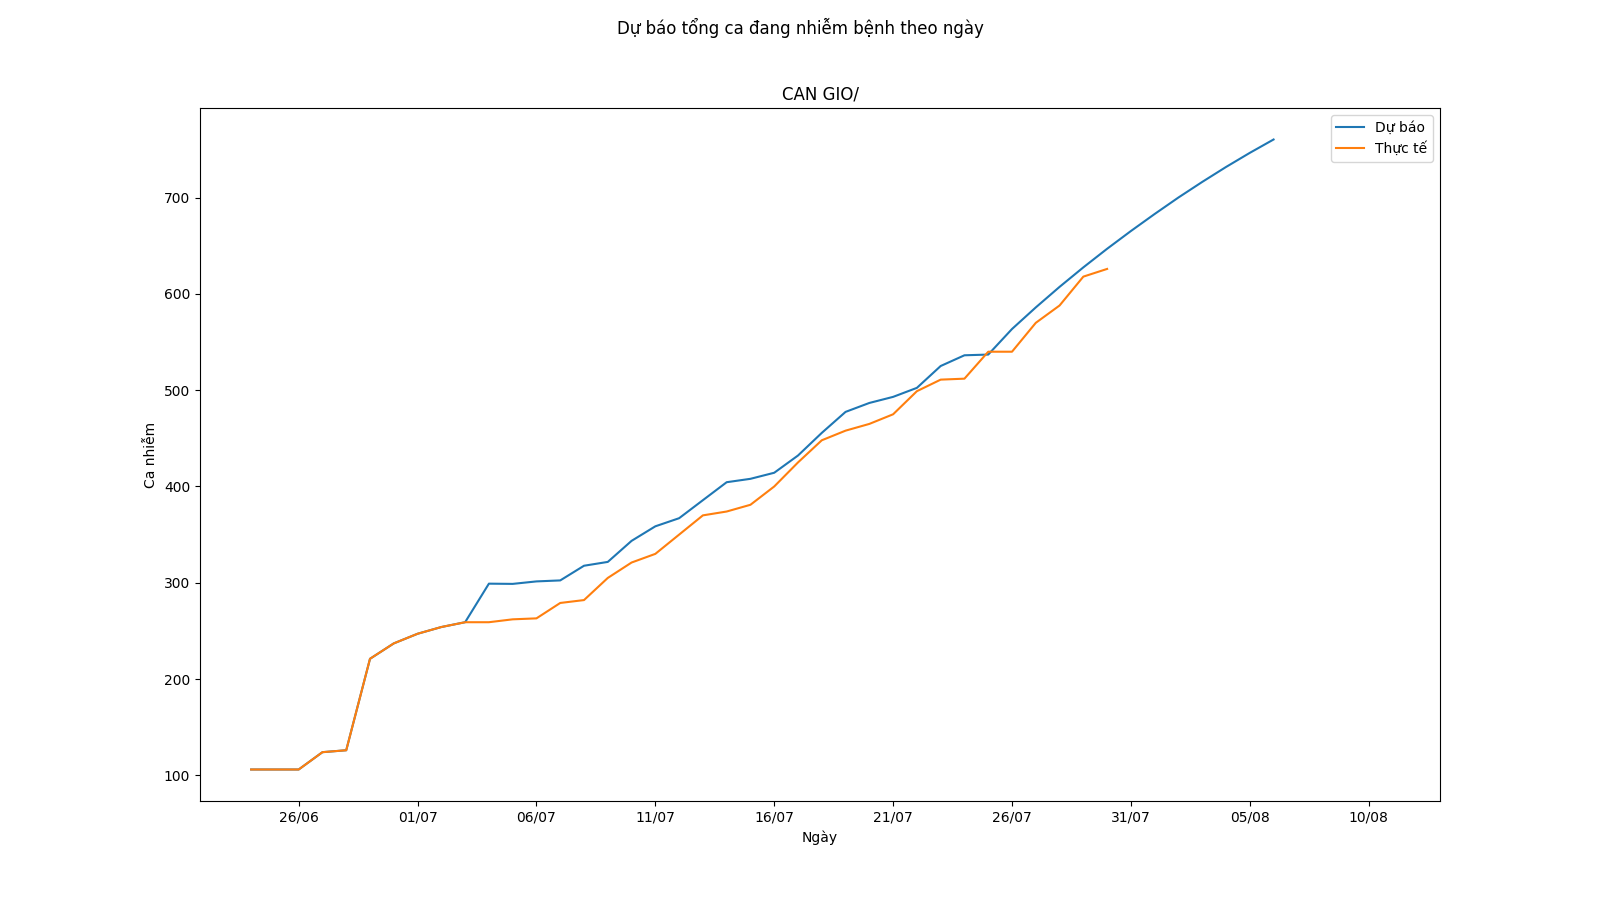 Dự báo tổng ca đang nhiễm bệnh theo ngày
CAN GIO/
Dự báo
Thực tế
700
600
500
400
300
200
100
Ca nhiễm
26/06 01/07 06/07 11/07 16/07 21/07 26/07 31/07 05/08 10/08
Ngày